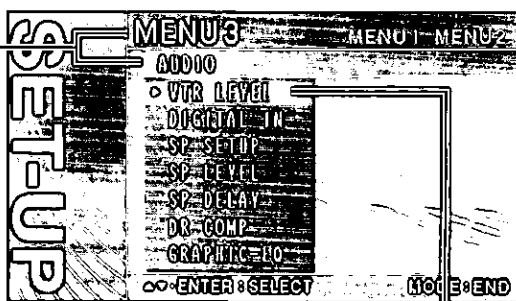 SET-UP
MENU3 MENU1 MENU2
AUDIO
VTR LEVEL
DIGITAL IN
SP SETUP
SP LEVEL
SP DELAY
DR COMP
GRAPHIC EQ
ENTER:SELECT MODE:END